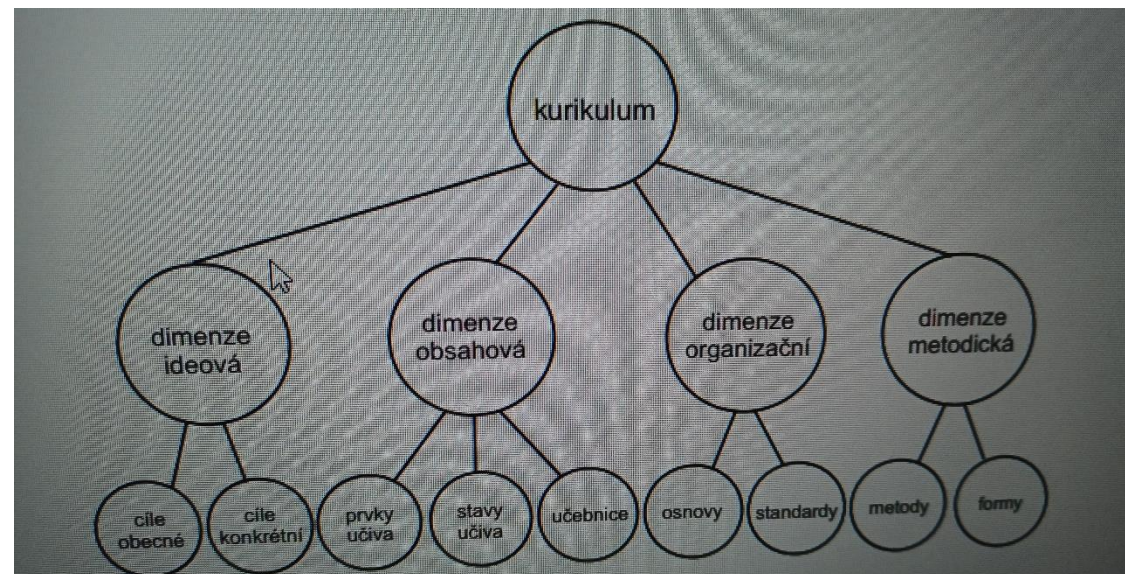 kurikulum
dimenze
ideová
dimenze
obsahová
dimenze
organizační
dimenze
metodická
cíle
obecné
cíle
konkrétní
prvky
učiva
stavy
učiva
učebnice
osnovy
standardy
metody
formy